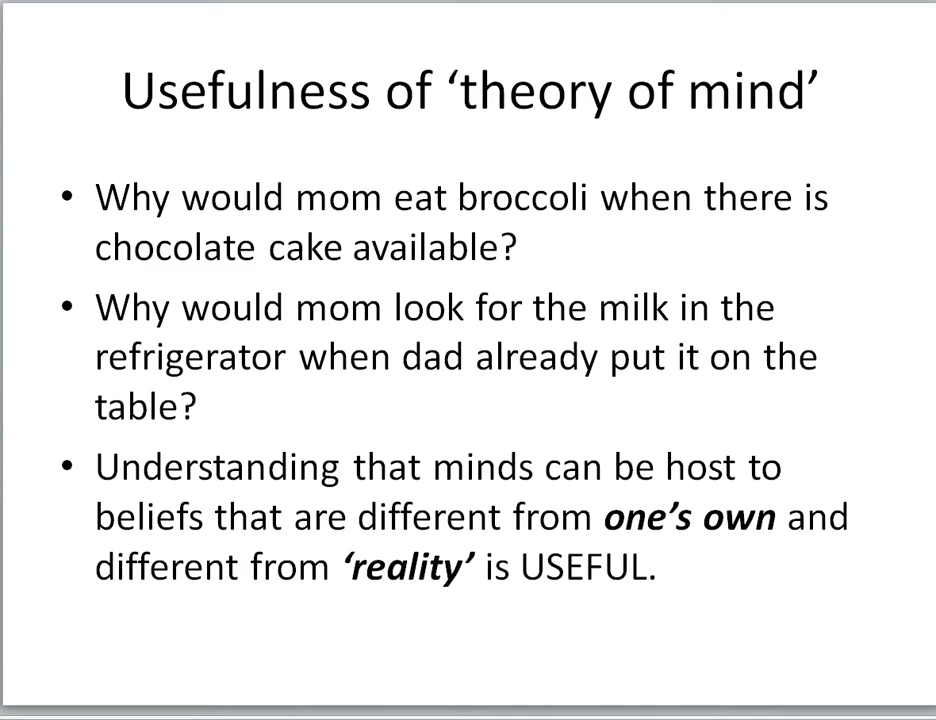 Usefulness of ‘theory of mind’
• Why would mom eat broccoli when there is
chocolate cake available?
• Why would mom look for the milk in the
refrigerator when dad already put it on the
table?
• Understanding that minds can be host to
beliefs that are different from one’s own and
different from ‘reality’ is USEFUL.